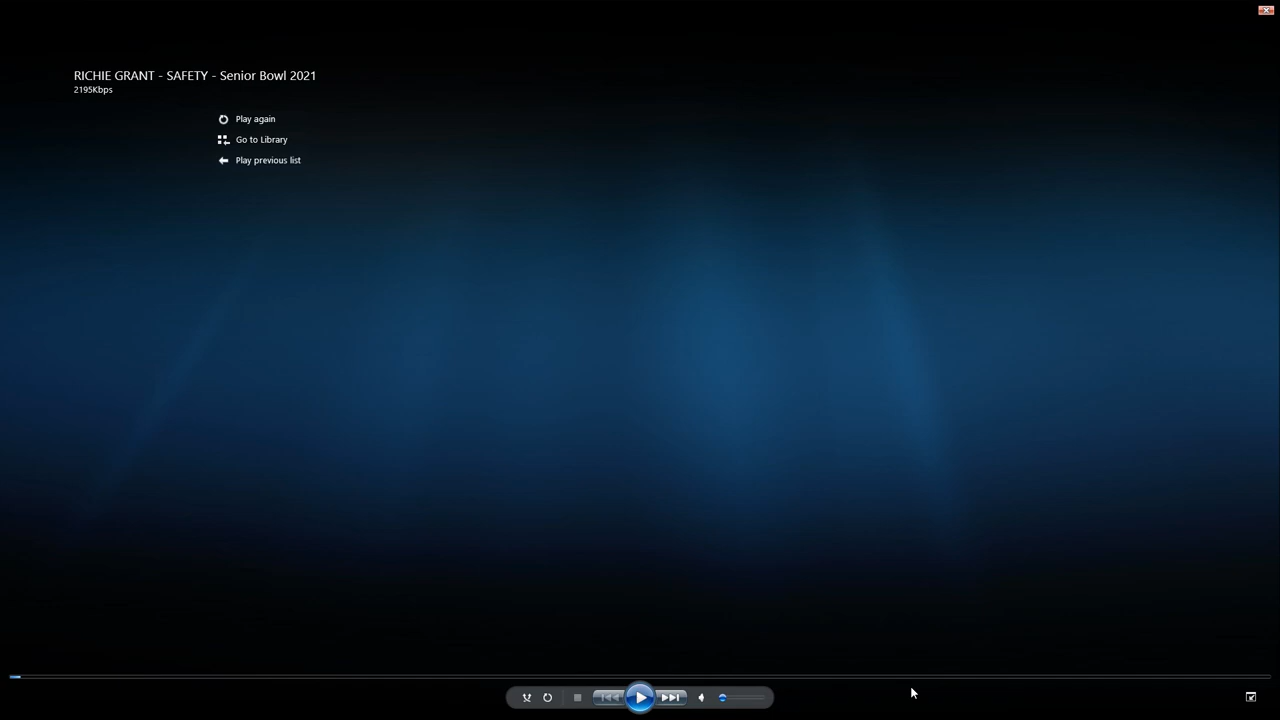 RICHIE GRANT - SAFETY - Senior Bowl 2021
2195Kbps
Play again
Go to Library
Play previous list